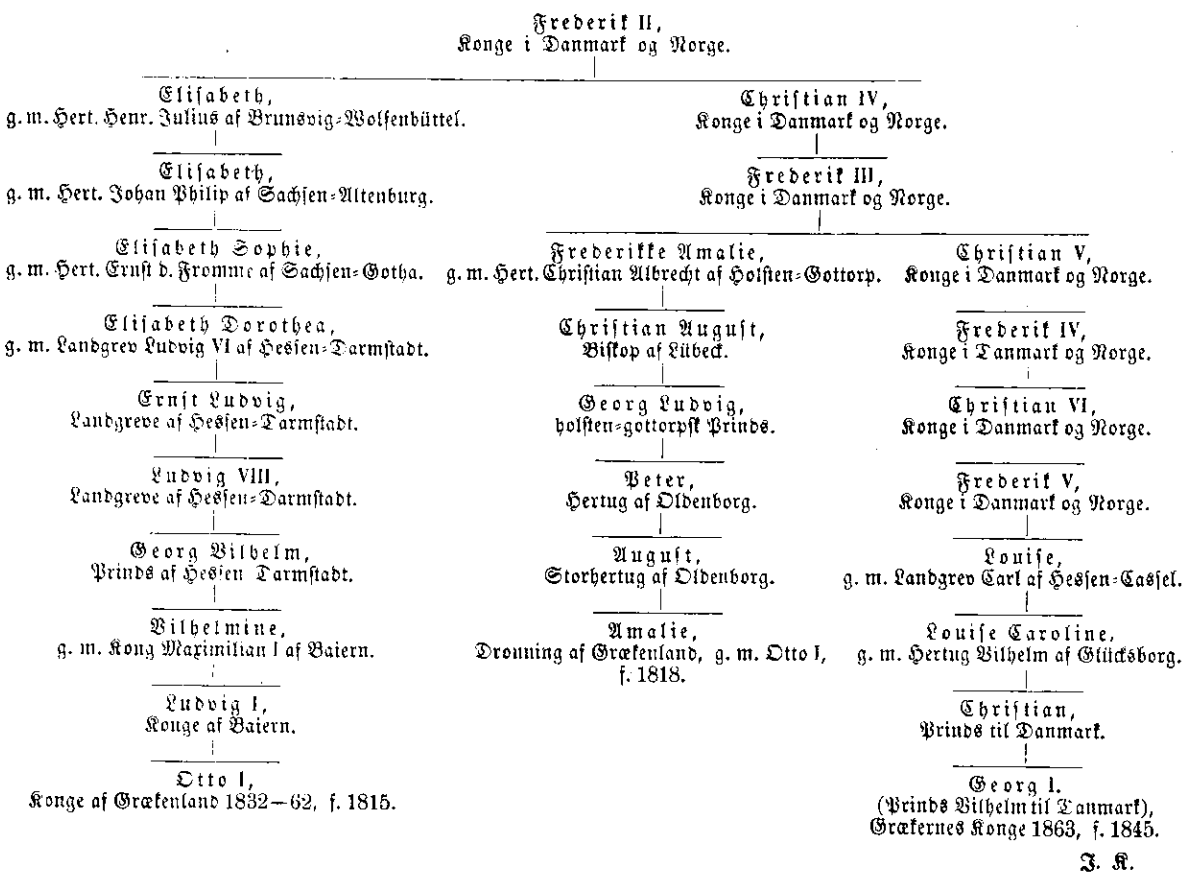 Frederik II,
Konge i Danmark og Norge.
Elisabeth,
g. m. Hert. Henr. Julius af Brunsvig-Wolfenbüttel.
Elisabeth,
g. m. Hert. Johan Philip af Sachsen-Altenburg.
Elisabeth Sophie,
g. m. Hert. Ernst d. Fromme af Sachsen-Gotha.
Elisabeth Dorothea,
g. m. Landgrev Ludvig VI af Hessen-Darmstadt.
Ernst Ludvig,
Landgreve af Hessen-Darmstadt.
Ludvig VIII,
Landgreve af Hessen-Darmstadt.
Georg Vilhelm,
Prinds af Hessen Darmstadt.
Vilhelmine,
g. m. Kong Maximilian I af Baiern.
Ludvig I,
Konge af Baiern.
Otto I,
Konge af Grækenland 1832–62, f. 1815.
Christian IV,
Konge i Danmark og Norge.
Frederik III,
Konge i Danmark og Norge.
Frederikke Amalie,
g. m. Hert. Christian Albrecht af Holsten-Gottorp.
Christian August,
Biskop af Lübeck.
Georg Ludvig,
holsten-gottorpsk Prinds.
Peter,
Hertug af Oldenborg.
August,
Storhertug af Oldenborg.
Amalie,
Dronning af Grækenland, g. m. Otto I,
f. 1818.
Christian V,
Konge i Danmark og Norge.
Frederik IV,
Konge i Danmark og Norge.
Christian VI,
Konge i Danmark og Norge.
Frederik V,
Konge i Danmark og Norge.
Louise,
g. m. Landgrev Carl af Hessen-Cassel.
Louise Caroline,
g. m. Hertug Vilhelm af Glücksborg.
Christian,
Prinds til Danmark.
Georg I.
(Prinds Vilhelm til Danmark),
Grækernes Konge 1863, f. 1845.
J. K.